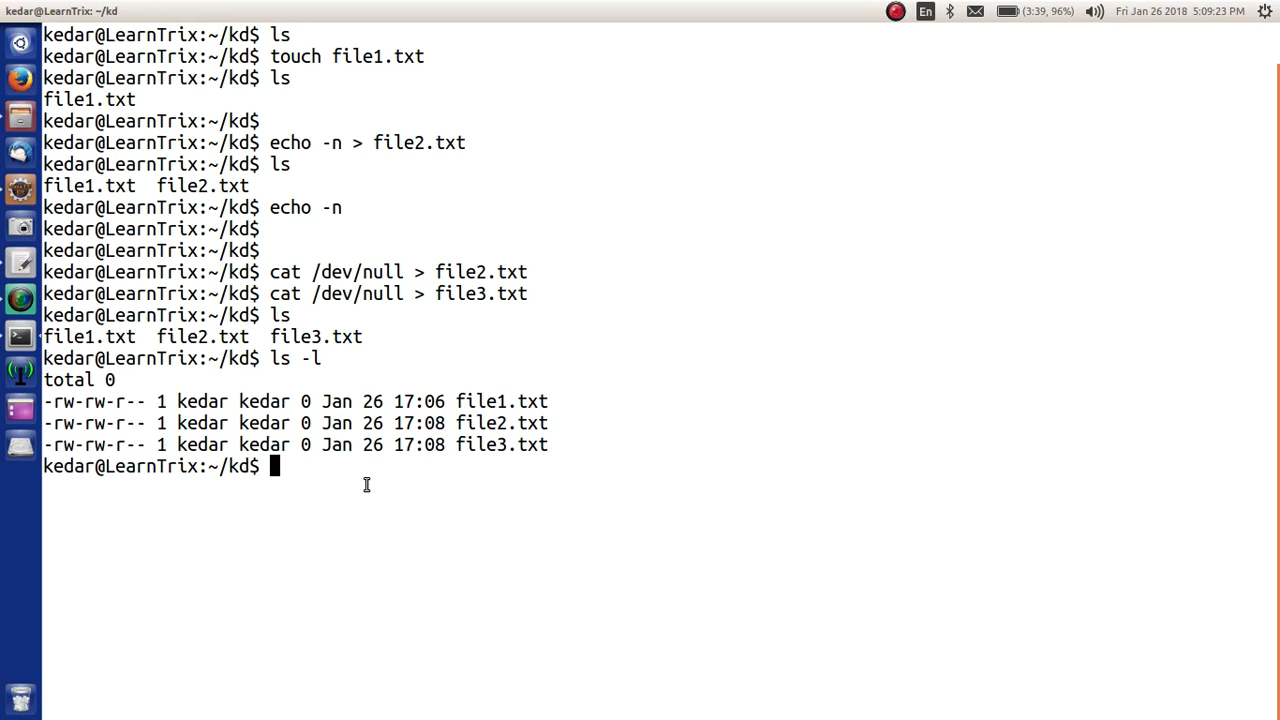 kedar@LearnTrix: ~/kd
En
(3:39, 96%)
Fri Jan 26 2018, 5:09:23 PM
kedar@LearnTrix:~/kd$ ls
kedar@LearnTrix:~/kd$ touch file1.txt
kedar@LearnTrix:~/kd$ ls
file1.txt
kedar@LearnTrix:~/kd$
kedar@LearnTrix:~/kd$ echo -n > file2.txt
kedar@LearnTrix:~/kd$ ls
file1.txt  file2.txt
kedar@LearnTrix:~/kd$ echo -n
kedar@LearnTrix:~/kd$
kedar@LearnTrix:~/kd$
kedar@LearnTrix:~/kd$ cat /dev/null > file2.txt
kedar@LearnTrix:~/kd$ cat /dev/null > file3.txt
kedar@LearnTrix:~/kd$ ls
file1.txt  file2.txt  file3.txt
kedar@LearnTrix:~/kd$ ls -l
total 0
-rw-rw-r-- 1 kedar kedar 0 Jan 26 17:06 file1.txt
-rw-rw-r-- 1 kedar kedar 0 Jan 26 17:08 file2.txt
-rw-rw-r-- 1 kedar kedar 0 Jan 26 17:08 file3.txt
kedar@LearnTrix:~/kd$